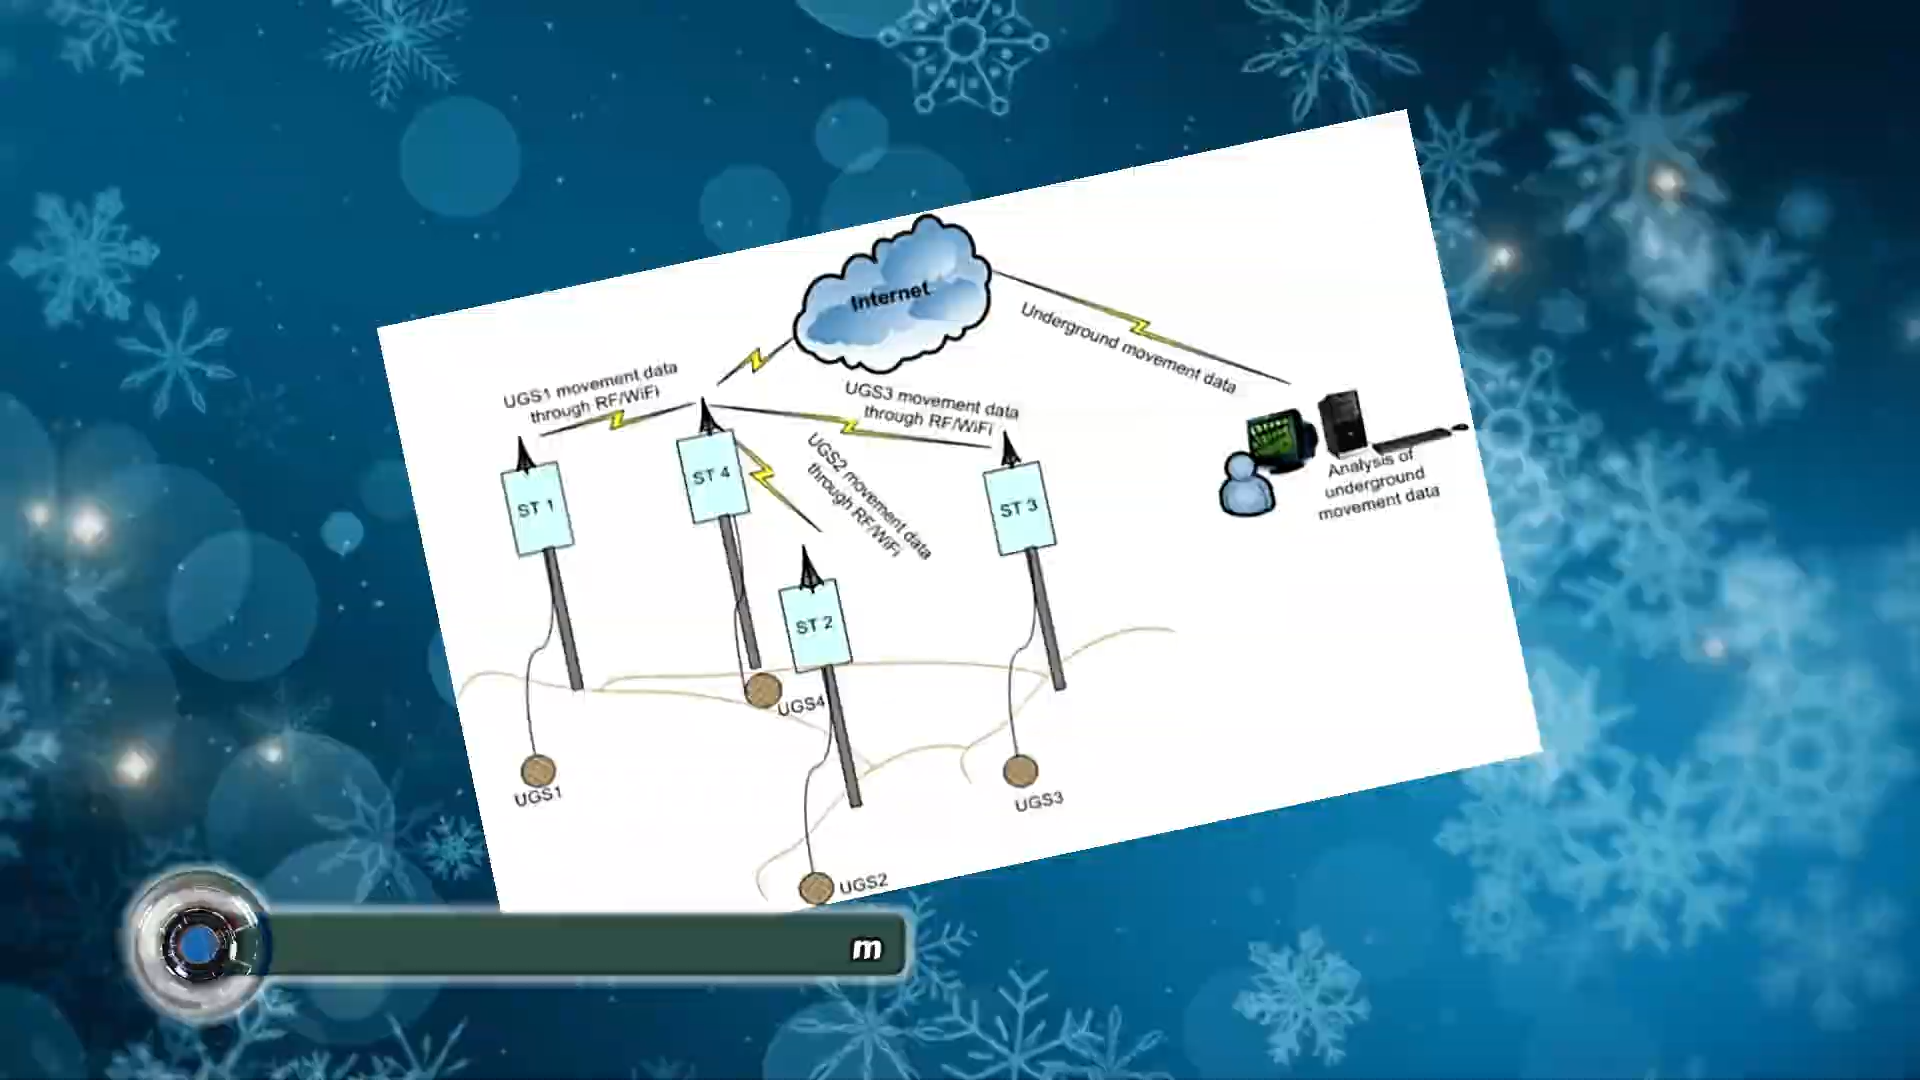 Internet
Underground movement data
UGS1 movement data
through RF/WiFi
UGS3 movement data
through RF/WiFi
UGS2 movement data
through RF/WiFi
ST 1
ST 4
ST 3
ST 2
Analysis of
underground
movement data
UGS4
UGS1
UGS3
UGS2
m